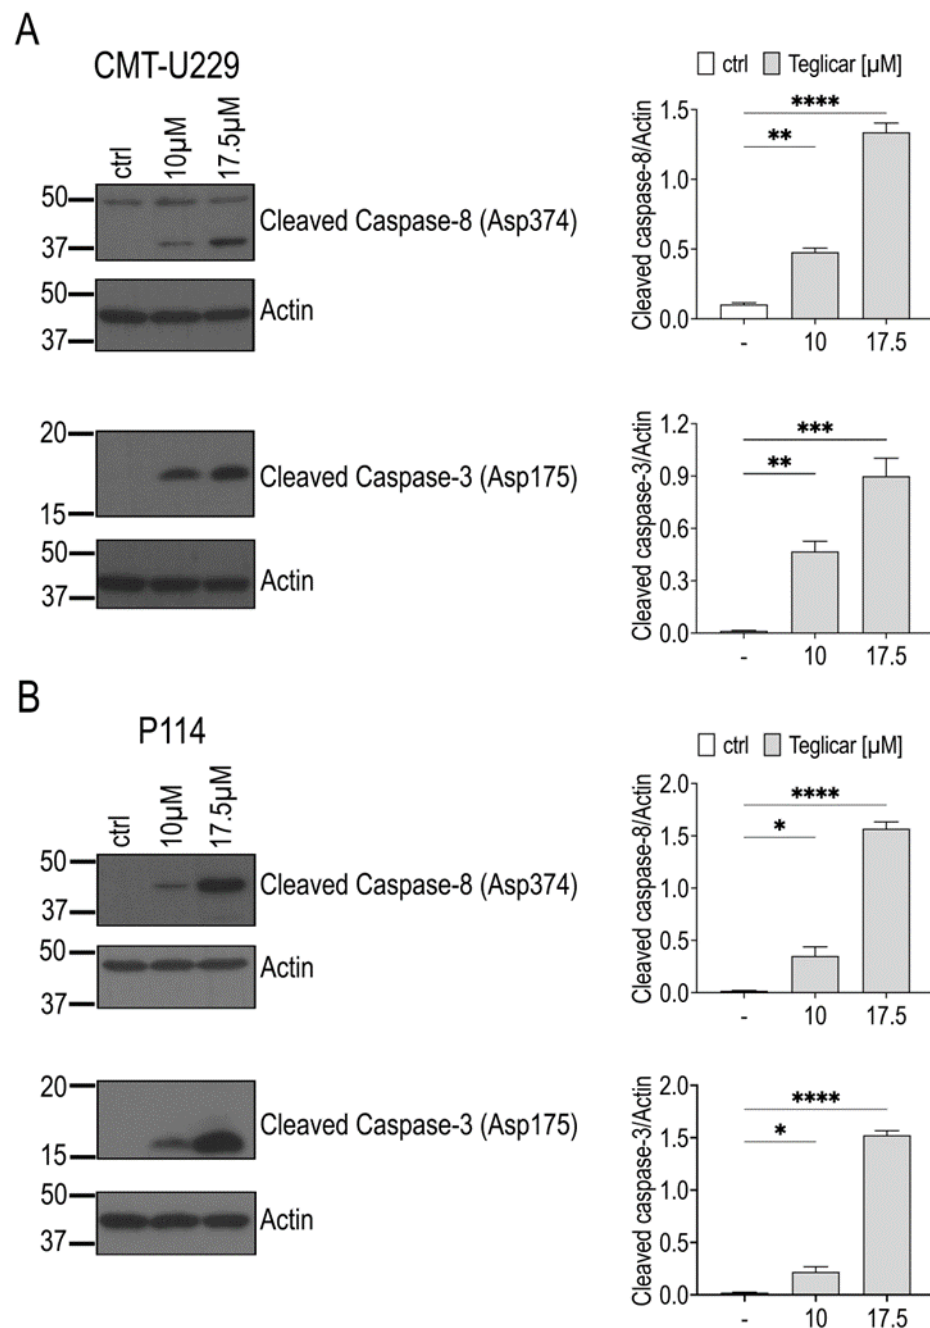 A
CMT-U229
ctrl
10µM
17.5µM
50
37
Cleaved Caspase-8 (Asp374)
50
37
Actin
20
15
Cleaved Caspase-3 (Asp175)
50
37
Actin
ctrl Teglicar [µM]
Cleaved caspase-8/Actin
1.5
1.0
0.5
0.0
****
**
- 10 17.5
Cleaved caspase-3/Actin
1.2
0.9
0.6
0.3
0.0
***
**
- 10 17.5
B
P114
ctrl
10µM
17.5µM
50
37
Cleaved Caspase-8 (Asp374)
50
37
Actin
20
15
Cleaved Caspase-3 (Asp175)
50
37
Actin
ctrl Teglicar [µM]
Cleaved caspase-8/Actin
2.0
1.5
1.0
0.5
0.0
****
*
- 10 17.5
Cleaved caspase-3/Actin
2.0
1.5
1.0
0.5
0.0
****
*
- 10 17.5